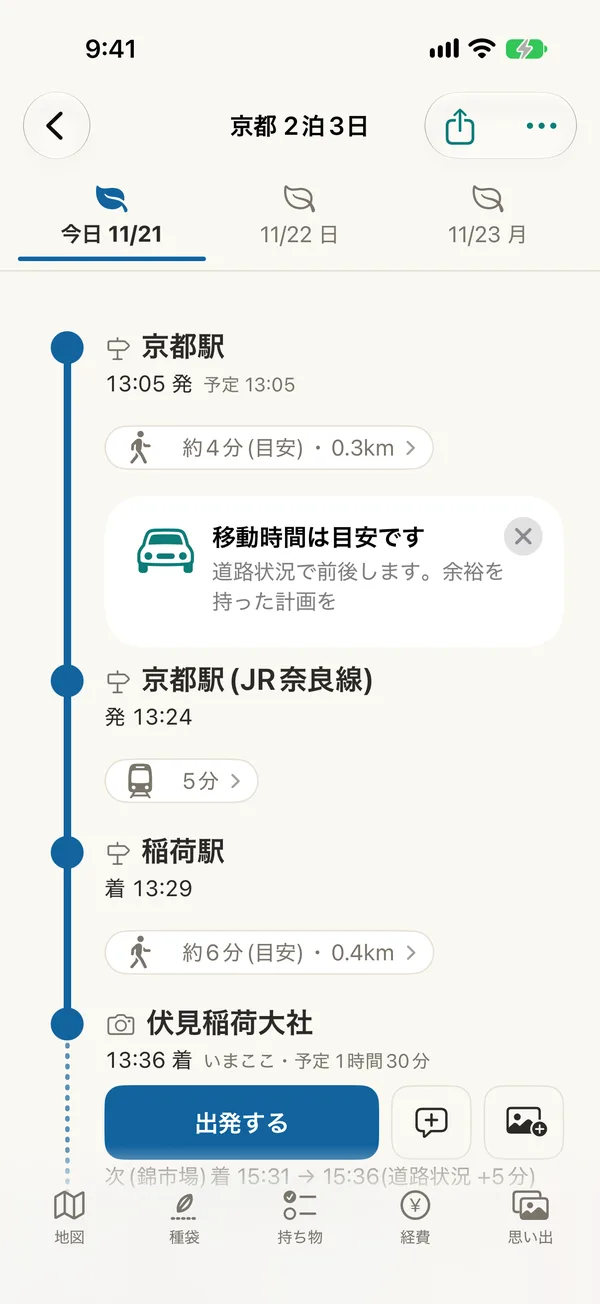 9:41
京都 2泊3日
今日 11/21
11/22 日
11/23 月
京都駅
13:05 発 予定 13:05
約4分(目安)・0.3km
移動時間は目安です
道路状況で前後します。余裕を
持った計画を
京都駅(JR奈良線)
発 13:24
5分
稲荷駅
着 13:29
約6分(目安)・0.4km
伏見稲荷大社
13:36 着 いまここ・予定 1時間30分
出発する
次(錦市場)着 15:31 → 15:36(道路状況 +5分)
地図
種袋
持ち物
¥
経費
思い出